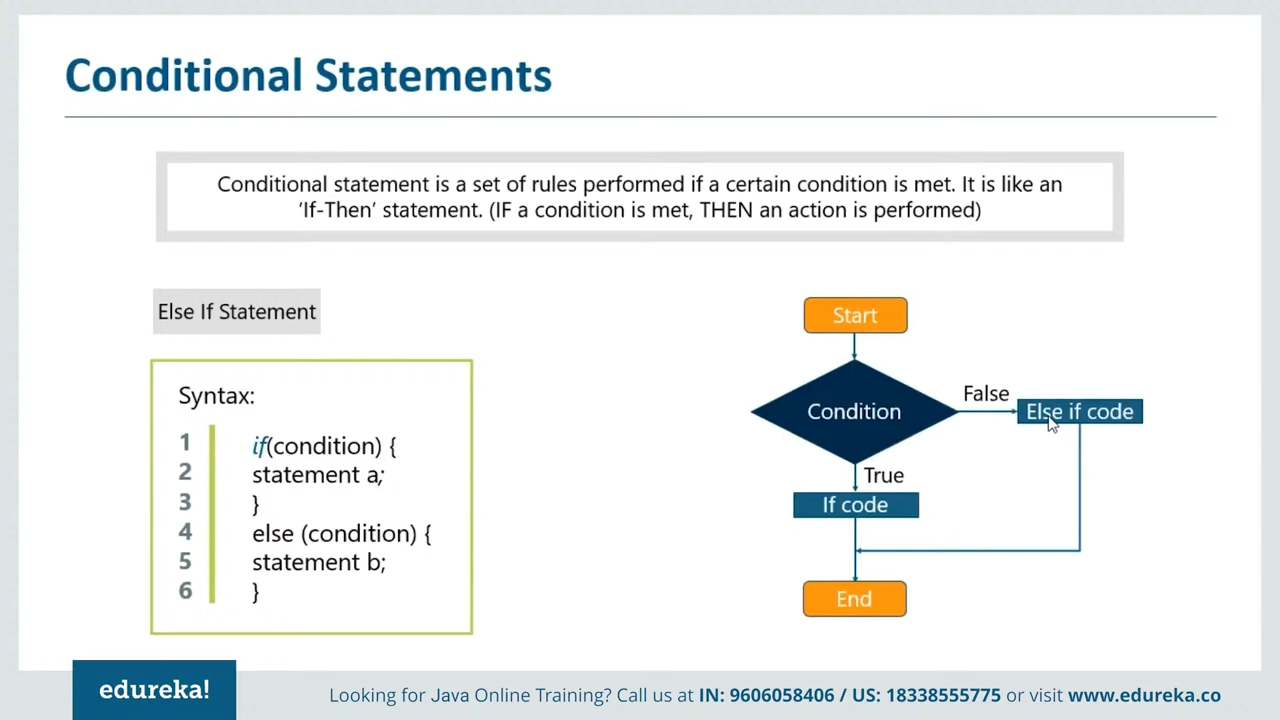 Conditional Statements
Conditional statement is a set of rules performed if a certain condition is met. It is like an
‘If-Then’ statement. (IF a condition is met, THEN an action is performed)
Else If Statement
Syntax:
1 if(condition) {
2 statement a;
3 }
4 else (condition) {
5 statement b;
6 }
Start
Condition
False
Else if code
True
If code
End
edureka!
Looking for Java Online Training? Call us at IN: 9606058406 / US: 18338555775 or visit www.edureka.co